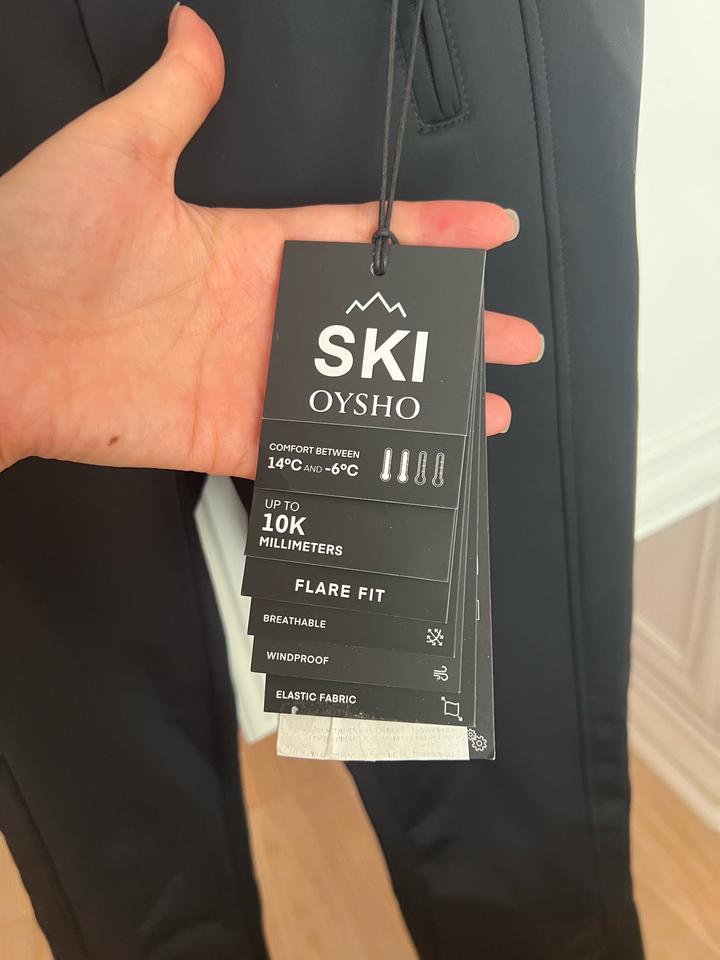 SKI
OYSHO
COMFORT BETWEEN
14ºC AND -6ºC
UP TO
10K
MILLIMETERS
FLARE FIT
BREATHABLE
WINDPROOF
ELASTIC FABRIC